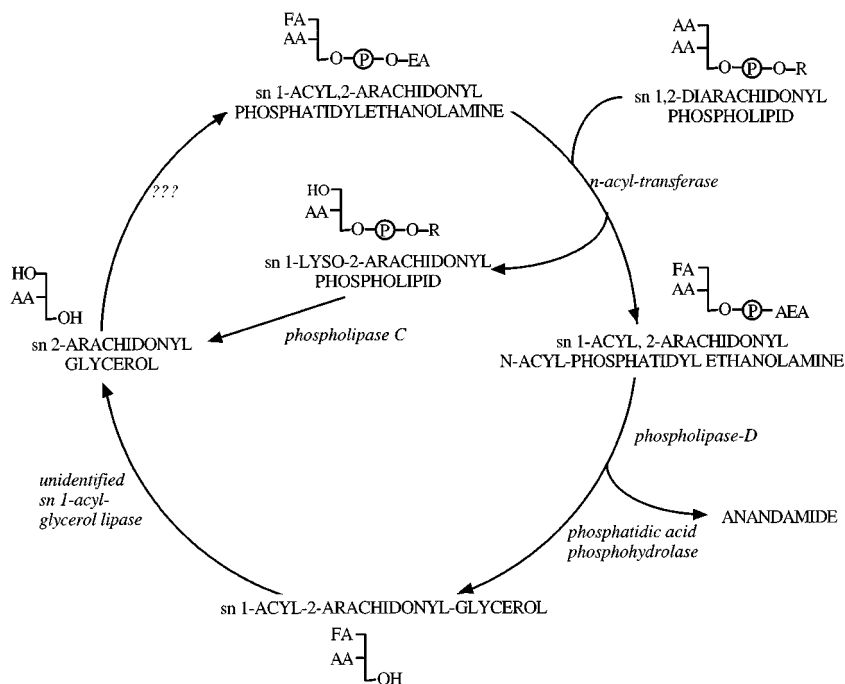 FA
AA
O-P-O-EA
sn 1-ACYL,2-ARACHIDONYL
PHOSPHATIDYLETHANOLAMINE
AA
AA
O-P-O-R
sn 1,2-DIARACHIDONYL
PHOSPHOLIPID
n-acyl-transferase
???
HO
AA
O-P-O-R
sn 1-LYSO-2-ARACHIDONYL
PHOSPHOLIPID
phospholipase C
HO
AA
OH
sn 2-ARACHIDONYL
GLYCEROL
FA
AA
O-P-AEA
sn 1-ACYL, 2-ARACHIDONYL
N-ACYL-PHOSPHATIDYL ETHANOLAMINE
phospholipase-D
ANANDAMIDE
phosphatidic acid
phosphohydrolase
unidentified
sn 1-acyl-
glycerol lipase
sn 1-ACYL-2-ARACHIDONYL-GLYCEROL
FA
AA
OH